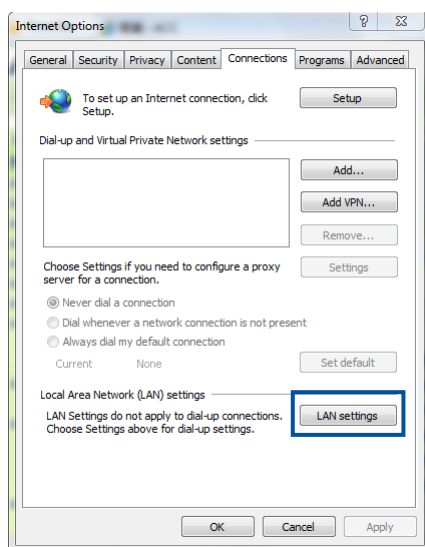 Internet Options
General Security Privacy Content Connections Programs Advanced
To set up an Internet connection, click
Setup.
Setup
Dial-up and Virtual Private Network settings
Add...
Add VPN...
Remove...
Choose Settings if you need to configure a proxy
server for a connection.
Settings
Never dial a connection
Dial whenever a network connection is not present
Always dial my default connection
Current None
Set default
Local Area Network (LAN) settings
LAN Settings do not apply to dial-up connections.
Choose Settings above for dial-up settings.
LAN settings
OK Cancel Apply